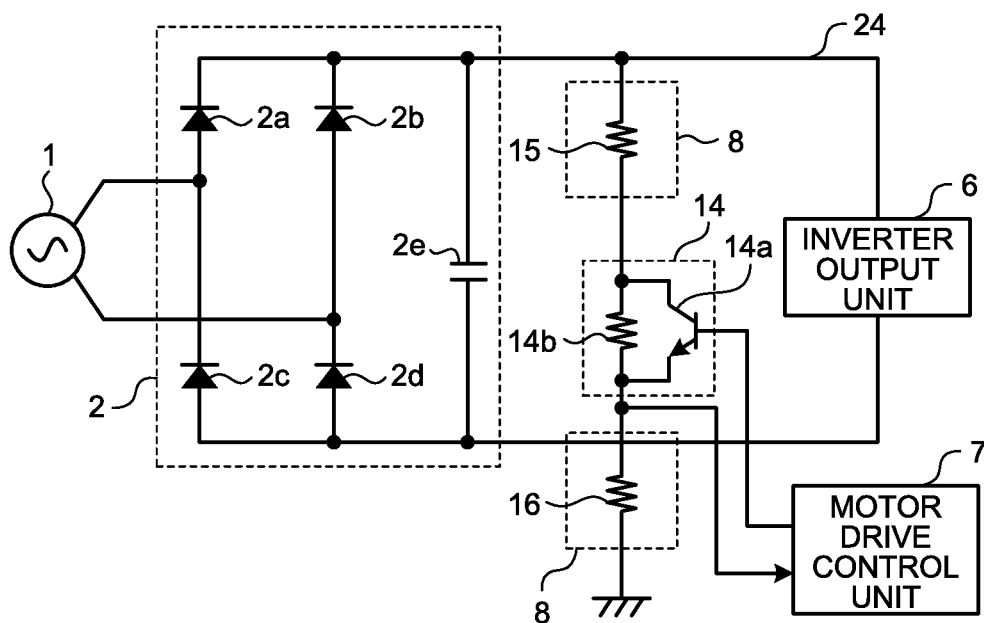 24
2a
2b
15
8
1
6
INVERTER
OUTPUT
UNIT
14
14a
2e
14b
2c
2d
2
7
16
MOTOR
DRIVE
CONTROL
UNIT
8